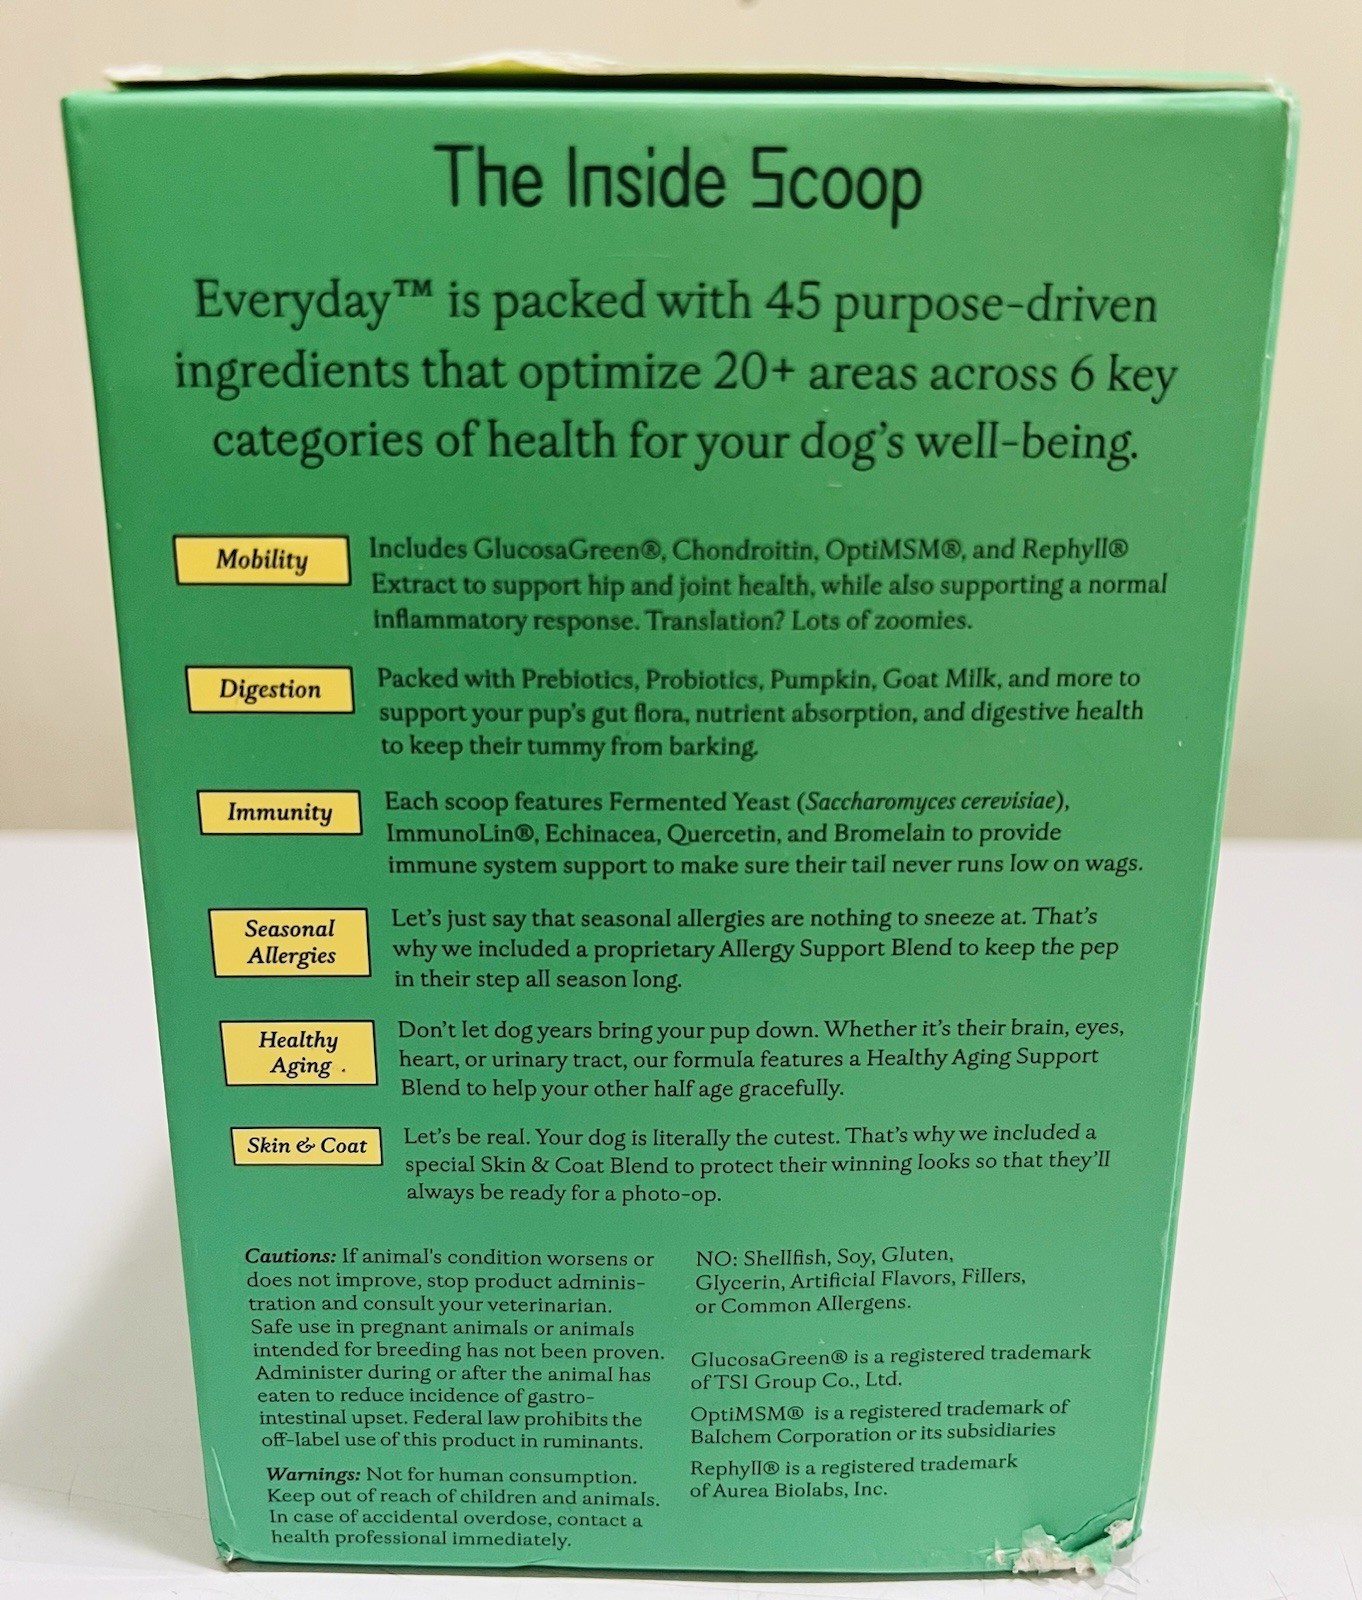 The Inside Scoop
Everyday™ is packed with 45 purpose-driven
ingredients that optimize 20+ areas across 6 key
categories of health for your dog's well-being.
Mobility
Includes GlucosaGreen®, Chondroitin, OptiMSM®, and Rephyll®
Extract to support hip and joint health, while also supporting a normal
inflammatory response. Translation? Lots of zoomies.
Digestion
Packed with Prebiotics, Probiotics, Pumpkin, Goat Milk, and more to
support your pup's gut flora, nutrient absorption, and digestive health
to keep their tummy from barking.
Immunity
Each scoop features Fermented Yeast (Saccharomyces cerevisiae),
ImmunoLin®, Echinacea, Quercetin, and Bromelain to provide
immune system support to make sure their tail never runs low on wags.
Seasonal
Allergies
Let's just say that seasonal allergies are nothing to sneeze at. That's
why we included a proprietary Allergy Support Blend to keep the pep
in their step all season long.
Healthy
Aging
Don't let dog years bring your pup down. Whether it's their brain, eyes,
heart, or urinary tract, our formula features a Healthy Aging Support
Blend to help your other half age gracefully.
Skin & Coat
Let's be real. Your dog is literally the cutest. That's why we included a
special Skin & Coat Blend to protect their winning looks so that they'll
always be ready for a photo-op.
Cautions: If animal's condition worsens or
does not improve, stop product adminis-
tration and consult your veterinarian.
Safe use in pregnant animals or animals
intended for breeding has not been proven.
Administer during or after the animal has
eaten to reduce incidence of gastro-
intestinal upset. Federal law prohibits the
off-label use of this product in ruminants.
Warnings: Not for human consumption.
Keep out of reach of children and animals.
In case of accidental overdose, contact a
health professional immediately.
NO: Shellfish, Soy, Gluten,
Glycerin, Artificial Flavors, Fillers,
or Common Allergens.
GlucosaGreen® is a registered trademark
of TSI Group Co., Ltd.
OptiMSM® is a registered trademark of
Balchem Corporation or its subsidiaries
Rephyll® is a registered trademark
of Aurea Biolabs, Inc.